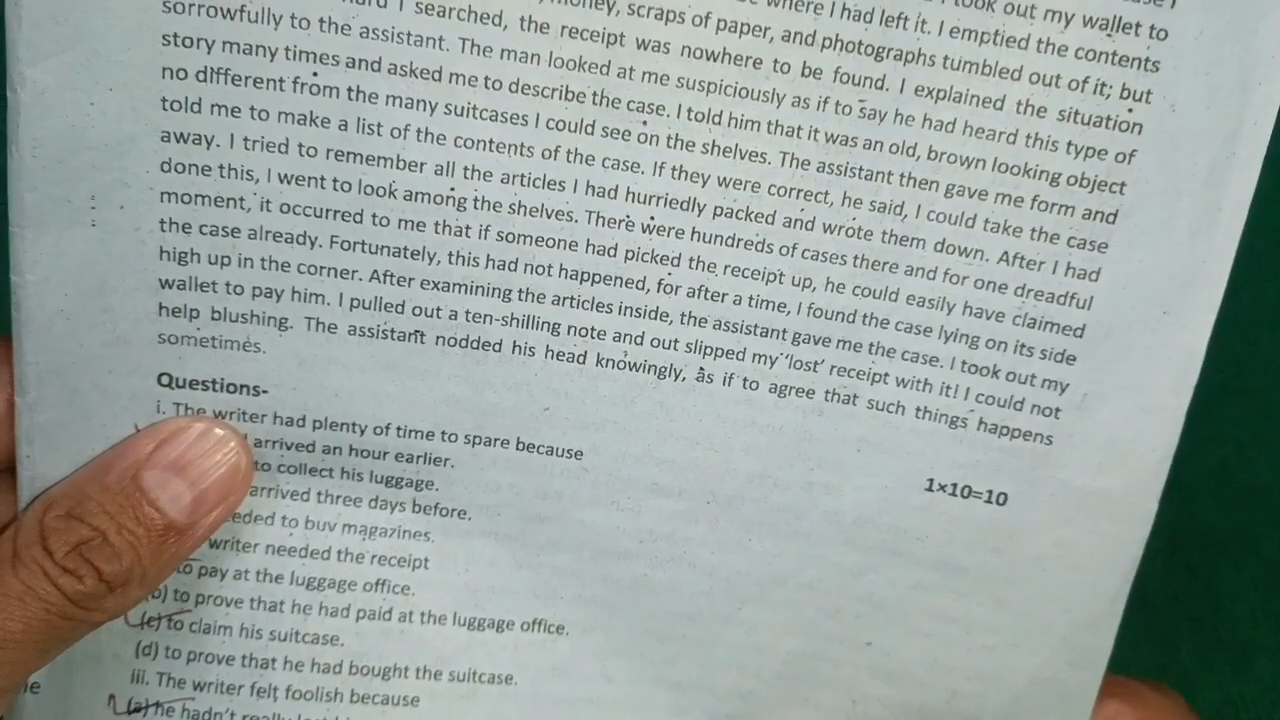 took out my wallet to
where I had left it. I emptied the contents
scraps of paper, and photographs tumbled out of it; but
I searched, the receipt was nowhere to be found. I explained the situation
sorrowfully to the assistant. The man looked at me suspiciously as if to say he had heard this type of
story many times and asked me to describe the case. I told him that it was an old, brown looking object
no different from the many suitcases I could see on the shelves. The assistant then gave me form and
told me to make a list of the contents of the case. If they were correct, he said, I could take the case
away. I tried to remember all the articles I had hurriedly packed and wrote them down. After I had
done this, I went to look among the shelves. There were hundreds of cases there and for one dreadful
moment, it occurred to me that if someone had picked the receipt up, he could easily have claimed
the case already. Fortunately, this had not happened, for after a time, I found the case lying on its side
high up in the corner. After examining the articles inside, the assistant gave me the case. I took out my
wallet to pay him. I pulled out a ten-shilling note and out slipped my 'lost' receipt with it! I could not
help blushing. The assistant nodded his head knowingly, as if to agree that such things happens
sometimes.
Questions-
1×10=10
i. The writer had plenty of time to spare because
arrived an hour earlier.
to collect his luggage.
arrived three days before.
to buy magazines.
writer needed the receipt
to pay at the luggage office.
(b) to prove that he had paid at the luggage office.
(c) to claim his suitcase.
(d) to prove that he had bought the suitcase.
iii. The writer felt foolish because
(a) he hadn't really